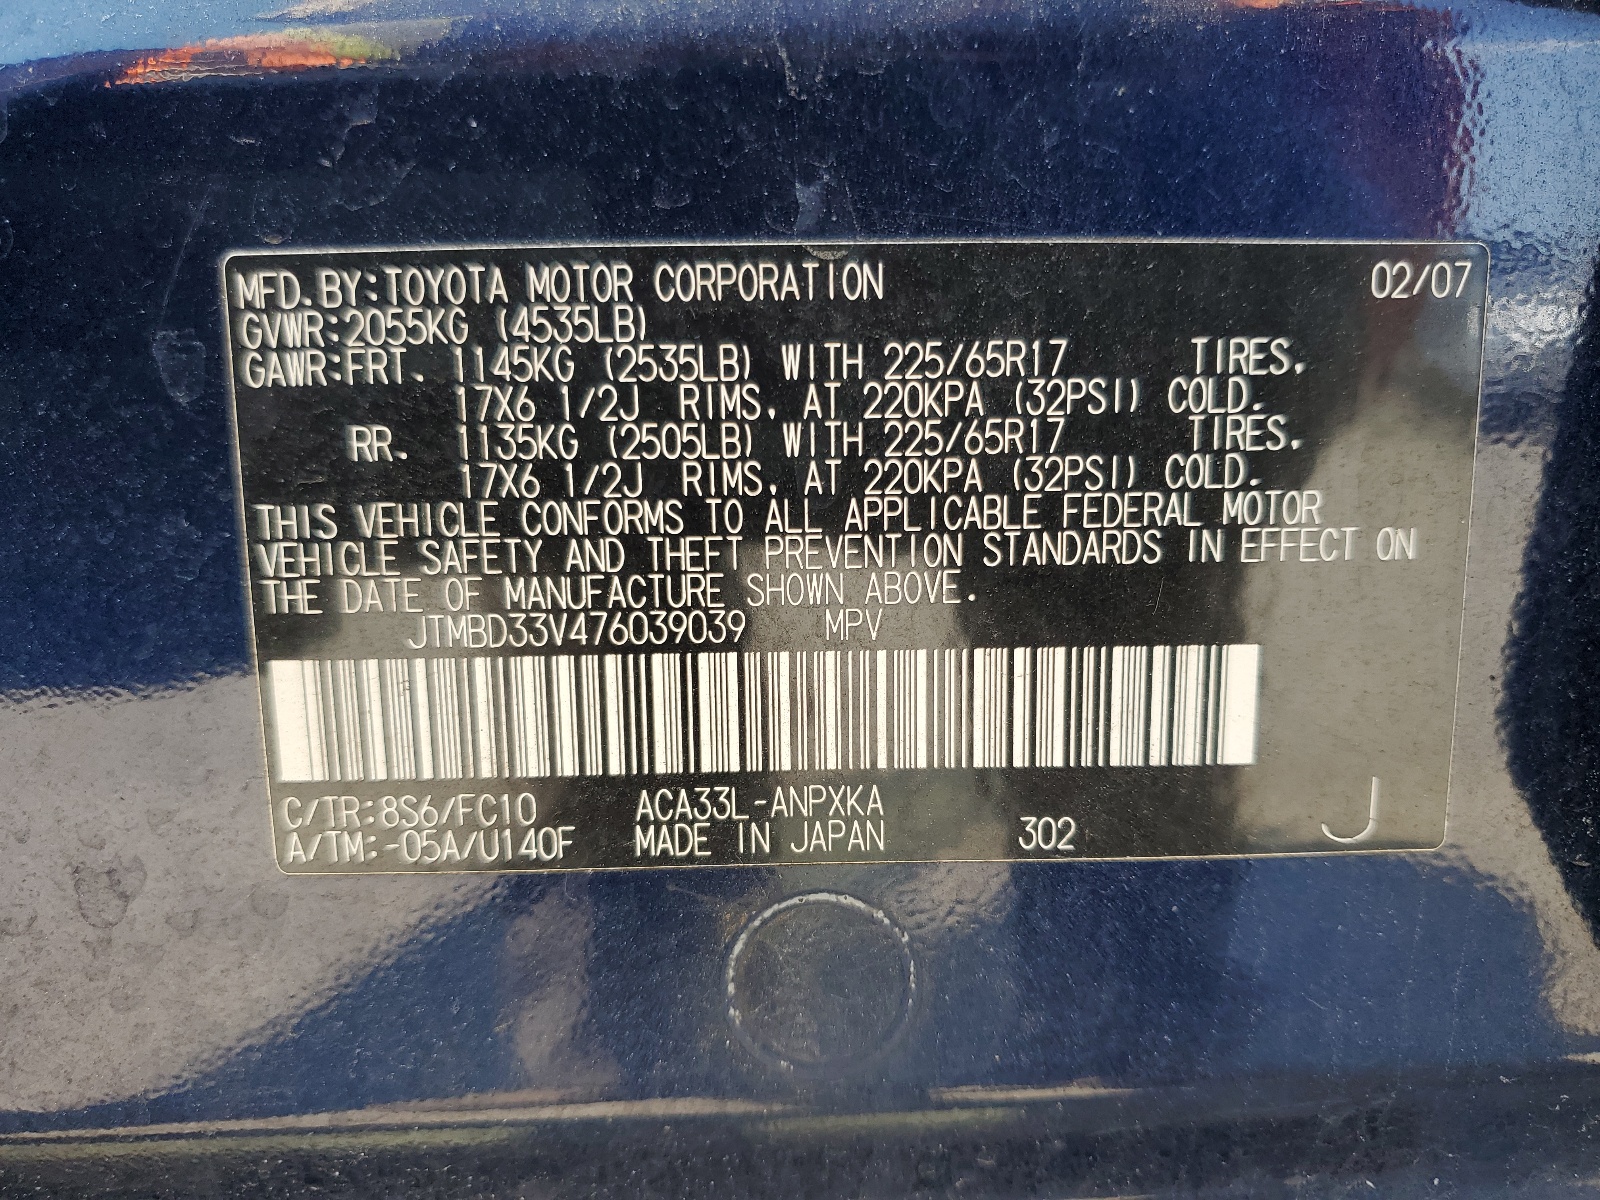 MFD.BY:TOYOTA MOTOR CORPORATION 02/07
GVWR:2055KG (4535LB)
GAWR:FRT. 1145KG (2535LB) WITH 225/65R17 TIRES,
17X6 1/2J RIMS, AT 220KPA (32PSI) COLD.
RR. 1135KG (2505LB) WITH 225/65R17 TIRES,
17X6 1/2J RIMS, AT 220KPA (32PSI) COLD.
THIS VEHICLE CONFORMS TO ALL APPLICABLE FEDERAL MOTOR
VEHICLE SAFETY AND THEFT PREVENTION STANDARDS IN EFFECT ON
THE DATE OF MANUFACTURE SHOWN ABOVE.
JTMBD33V476039039 MPV
C/TR:8S6/FC10 ACA33L-ANPXKA
A/TM:-05A/U140F MADE IN JAPAN 302 J